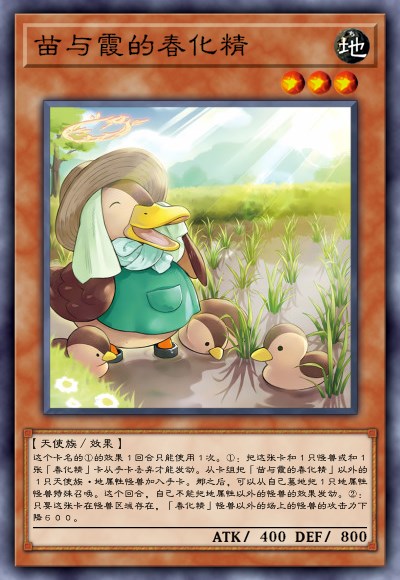 苗与霞的春化精
地
【天使族／效果】
这个卡名的①的效果1回合只能使用1次。①：把这张卡和1只怪兽或和1
张「春化精」卡从手卡丢弃才能发动。从卡组把「苗与霞的春化精」以外的
1只天使族·地属性怪兽加入手卡。那之后，可以从自己墓地把1只地属性
怪兽特殊召唤。这个回合，自己不能把地属性以外的怪兽的效果发动。②：
只要这张卡在怪兽区域存在，「春化精」怪兽以外的场上的怪兽的攻击力下
降６００。
ATK/ 400 DEF/ 800